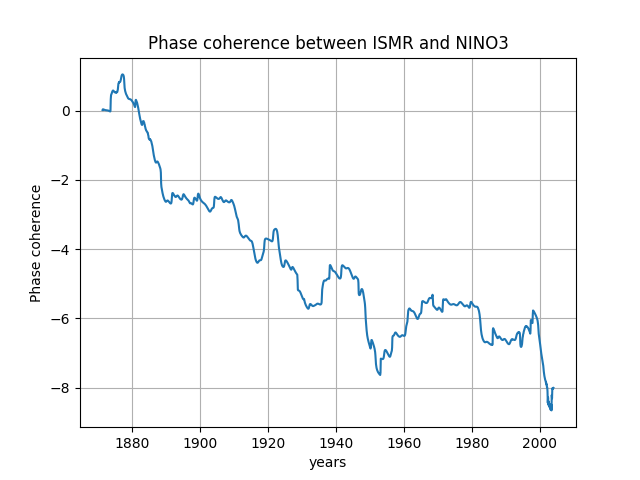 Phase coherence between ISMR and NINO3
Phase coherence
0
−2
−4
−6
−8
1880 1900 1920 1940 1960 1980 2000
years